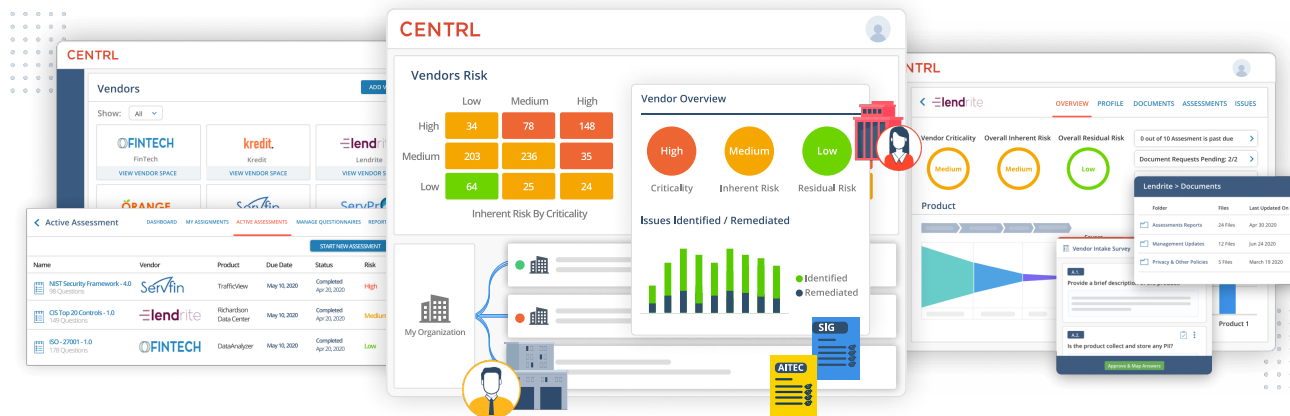 CENTRL
Vendors
ADD V
Show: All
FINTECH
FinTech
VIEW VENDOR SPACE
kredit.
Kredit
VIEW VENDOR SPACE
lendrite
Lendrite
VIEW VENDOR S
ORANGE
Servfin
ServPr
Active Assessment
DASHBOARD MY ASSIGNMENTS ACTIVE ASSESSMENTS MANAGE QUESTIONNAIRES REPORT
START NEW ASSESSMENT
Name Vendor Product Due Date Status Risk
NIST Security Framework - 4.0
98 Questions
Servfin
TrafficView
May 10, 2020
Completed
Apr 20, 2020
High
CIS Top 20 Controls - 1.0
149 Questions
lendrite
Richardson
Data Center
May 10, 2020
Completed
Apr 20, 2020
Medium
ISO - 27001 - 1.0
178 Questions
FINTECH
DataAnalyzer
May 10, 2020
Completed
Apr 20, 2020
Low
CENTRL
Vendors Risk
Low Medium High
High 34 78 148
Medium 203 236 35
Low 64 25 24
Inherent Risk By Criticality
My Organization
Vendor Overview
High
Criticality
Medium
Inherent Risk
Low
Residual Risk
Issues Identified / Remediated
Identified
Remediated
SIG
AITEC
NTRL
lendrite
OVERVIEW PROFILE DOCUMENTS ASSESSMENTS ISSUES
Vendor Criticality Overall Inherent Risk Overall Residual Risk
Medium Medium Low
0 out of 10 Assesment is past due
Document Requests Pending: 2/2
Product
Lendrite > Documents
Folder Files Last Updated On
Assessments Reports 24 Files Apr 30 2020
Management Updates 12 Files Jun 24 2020
Privacy & Other Policies 5 Files March 19 2020
Vendor Intake Survey
A.1.
Provide a brief description of the product
A.2.
Is the product collect and store any PII?
Approve & Map Answers
Product 1